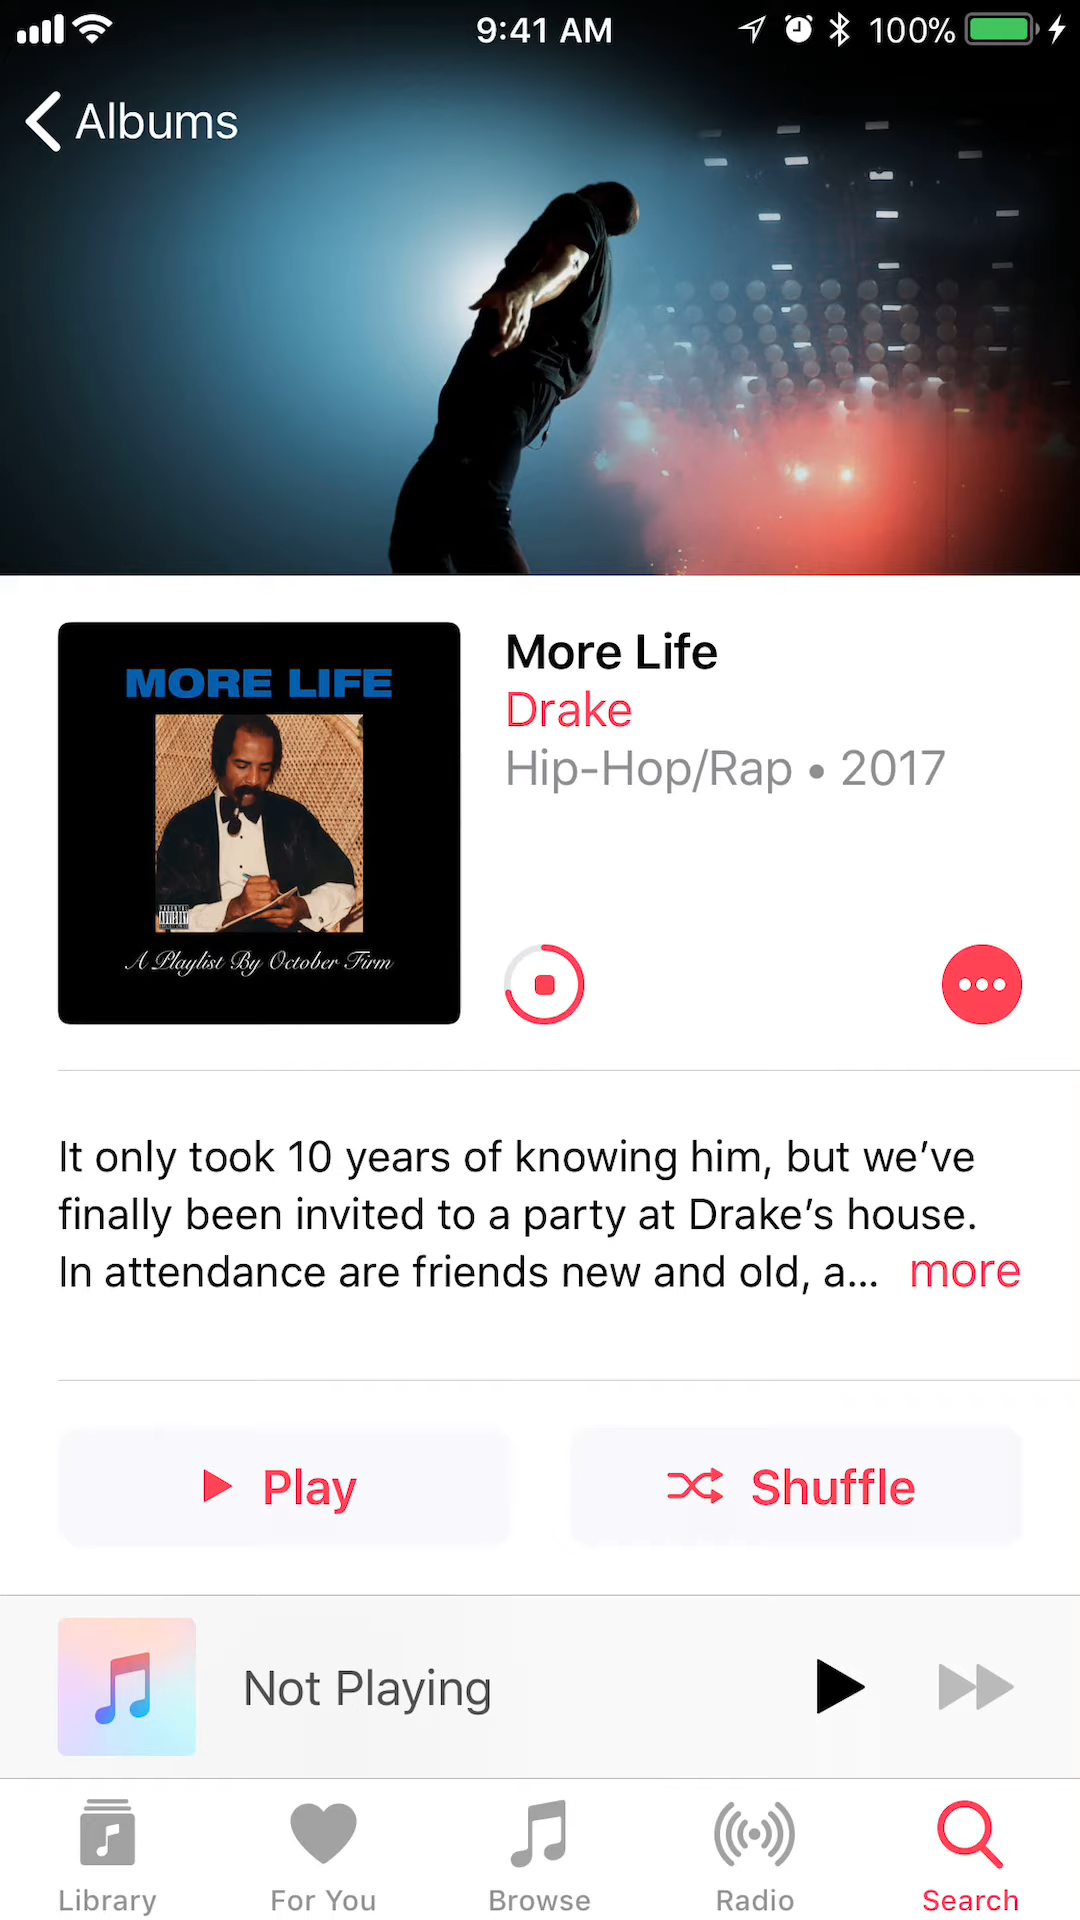 9:41 AM
100%
Albums
MORE LIFE
PARENTAL
ADVISORY
A Playlist By October Firm
More Life
Drake
Hip-Hop/Rap • 2017
It only took 10 years of knowing him, but we’ve
finally been invited to a party at Drake’s house.
In attendance are friends new and old, a... more
Play
Shuffle
Not Playing
Library
For You
Browse
Radio
Search